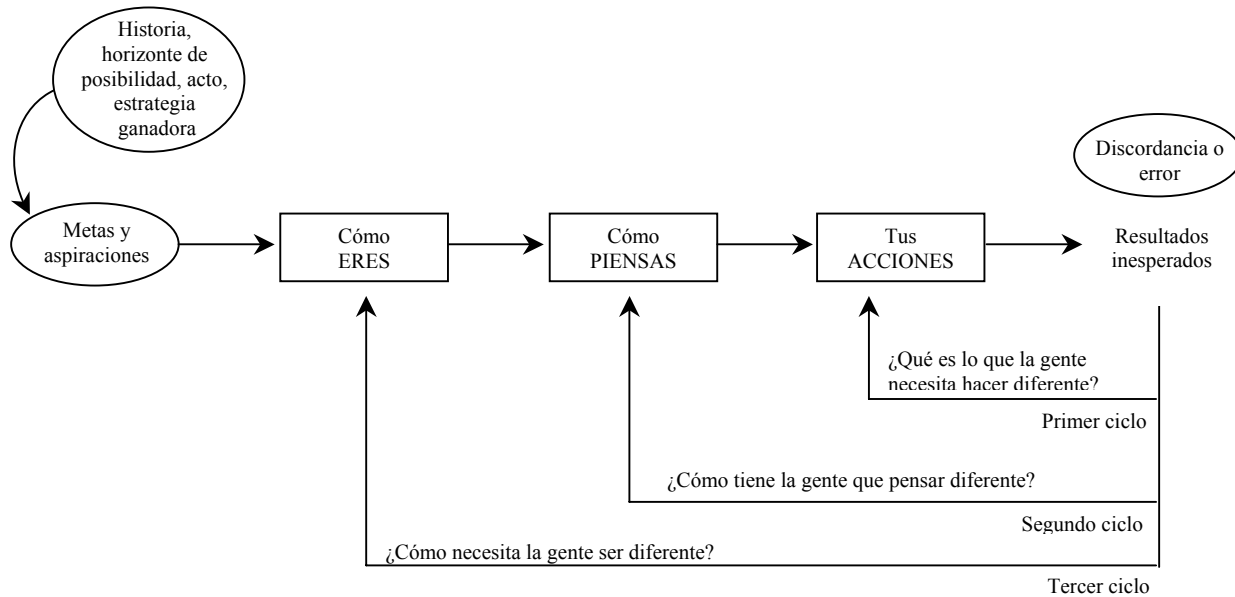 Historia,
horizonte de
posibilidad, acto,
estrategia
ganadora
Discordancia o
error
Metas y
aspiraciones
Cómo
ERES
Cómo
PIENSAS
Tus
ACCIONES
Resultados
inesperados
¿Qué es lo que la gente
necesita hacer diferente?
Primer ciclo
¿Cómo tiene la gente que pensar diferente?
Segundo ciclo
¿Cómo necesita la gente ser diferente?
Tercer ciclo